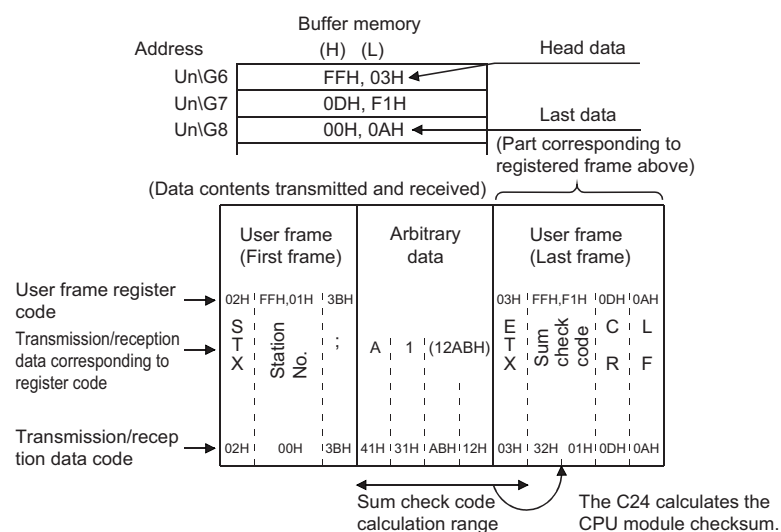 Buffer memory
Address (H) (L) Head data
Un\G6 FFH, 03H
Un\G7 0DH, F1H
Un\G8 00H, 0AH Last data
(Part corresponding to
registered frame above)
(Data contents transmitted and received)
User frame
(First frame)
Arbitrary
data
User frame
(Last frame)
User frame register
code
02H FFH,01H 3BH 03H FFH,F1H 0DH 0AH
Transmission/reception
data corresponding to
register code
STX Station No. ; A 1 (12ABH) ETX Sum check code CR LF
Transmission/recep
tion data code
02H 00H 3BH 41H 31H ABH 12H 03H 32H 01H 0DH 0AH
Sum check code
calculation range
The C24 calculates the
CPU module checksum.